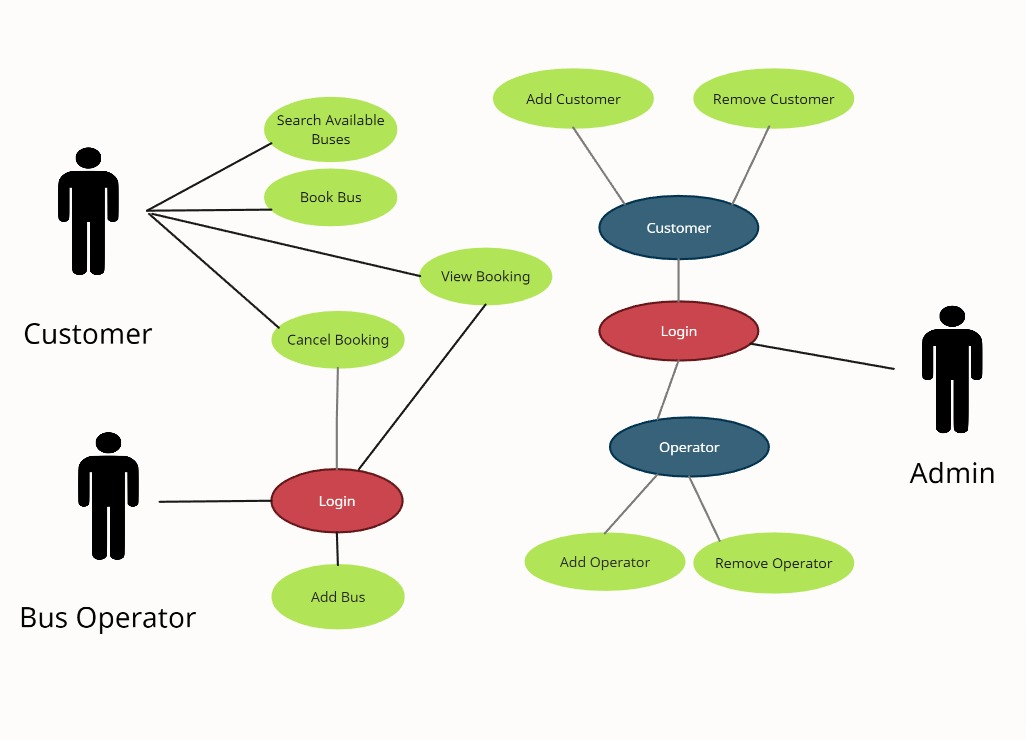 Add Customer
Remove Customer
Search Available
Buses
Book Bus
Customer
View Booking
Customer
Cancel Booking
Login
Operator
Admin
Login
Add Operator
Remove Operator
Add Bus
Bus Operator